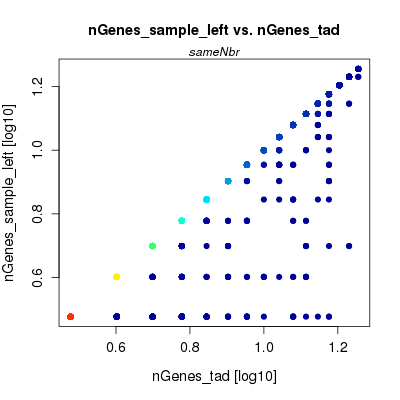 nGenes_sample_left vs. nGenes_tad
sameNbr
nGenes_sample_left [log10]
1.2
1.0
0.8
0.6
0.6 0.8 1.0 1.2
nGenes_tad [log10]